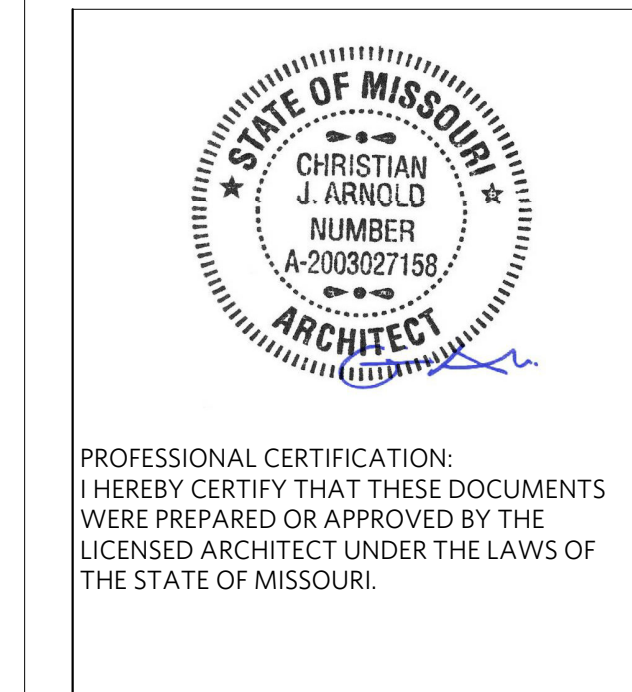 STATE OF MISSOURI
CHRISTIAN
J. ARNOLD
NUMBER
A-2003027158
ARCHITECT
PROFESSIONAL CERTIFICATION:
I HEREBY CERTIFY THAT THESE DOCUMENTS
WERE PREPARED OR APPROVED BY THE
LICENSED ARCHITECT UNDER THE LAWS OF
THE STATE OF MISSOURI.